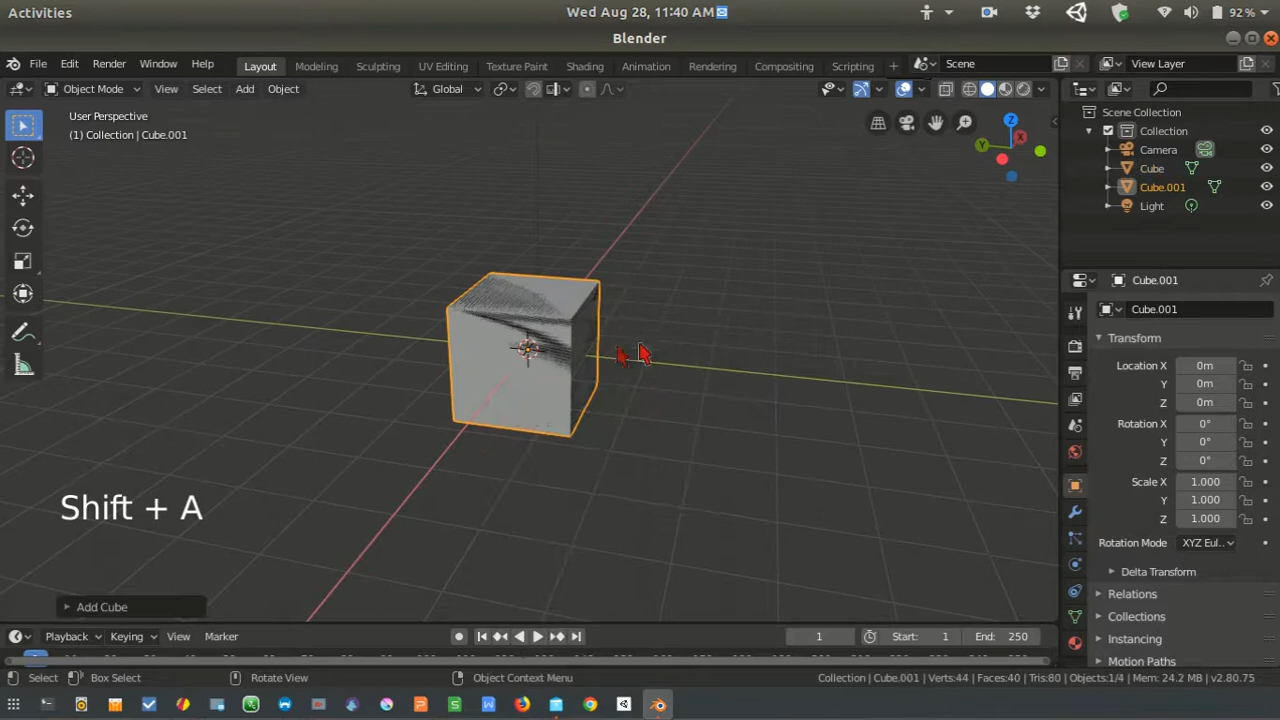 Activities Wed Aug 28, 11:40 AM 92%
Blender
File Edit Render Window Help Layout Modeling Sculpting UV Editing Texture Paint Shading Animation Rendering Compositing Scripting + Scene View Layer
Object Mode View Select Add Object Global
User Perspective
(1) Collection | Cube.001
Z
X
Y
Scene Collection
Collection
Camera
Cube
Cube.001
Light
Cube.001
Cube.001
Transform
Location X 0m
Y 0m
Z 0m
Rotation X 0°
Y 0°
Z 0°
Scale X 1.000
Y 1.000
Z 1.000
Rotation Mode XYZ Eul..
Delta Transform
Relations
Collections
Instancing
Motion Paths
Shift + A
Add Cube
Playback Keying View Marker 1 Start: 1 End: 250
Select Box Select Rotate View Object Context Menu Collection | Cube.001 | Verts:44 | Faces:40 | Tris:80 | Objects:1/4 | Mem: 24.2 MB | v2.80.75